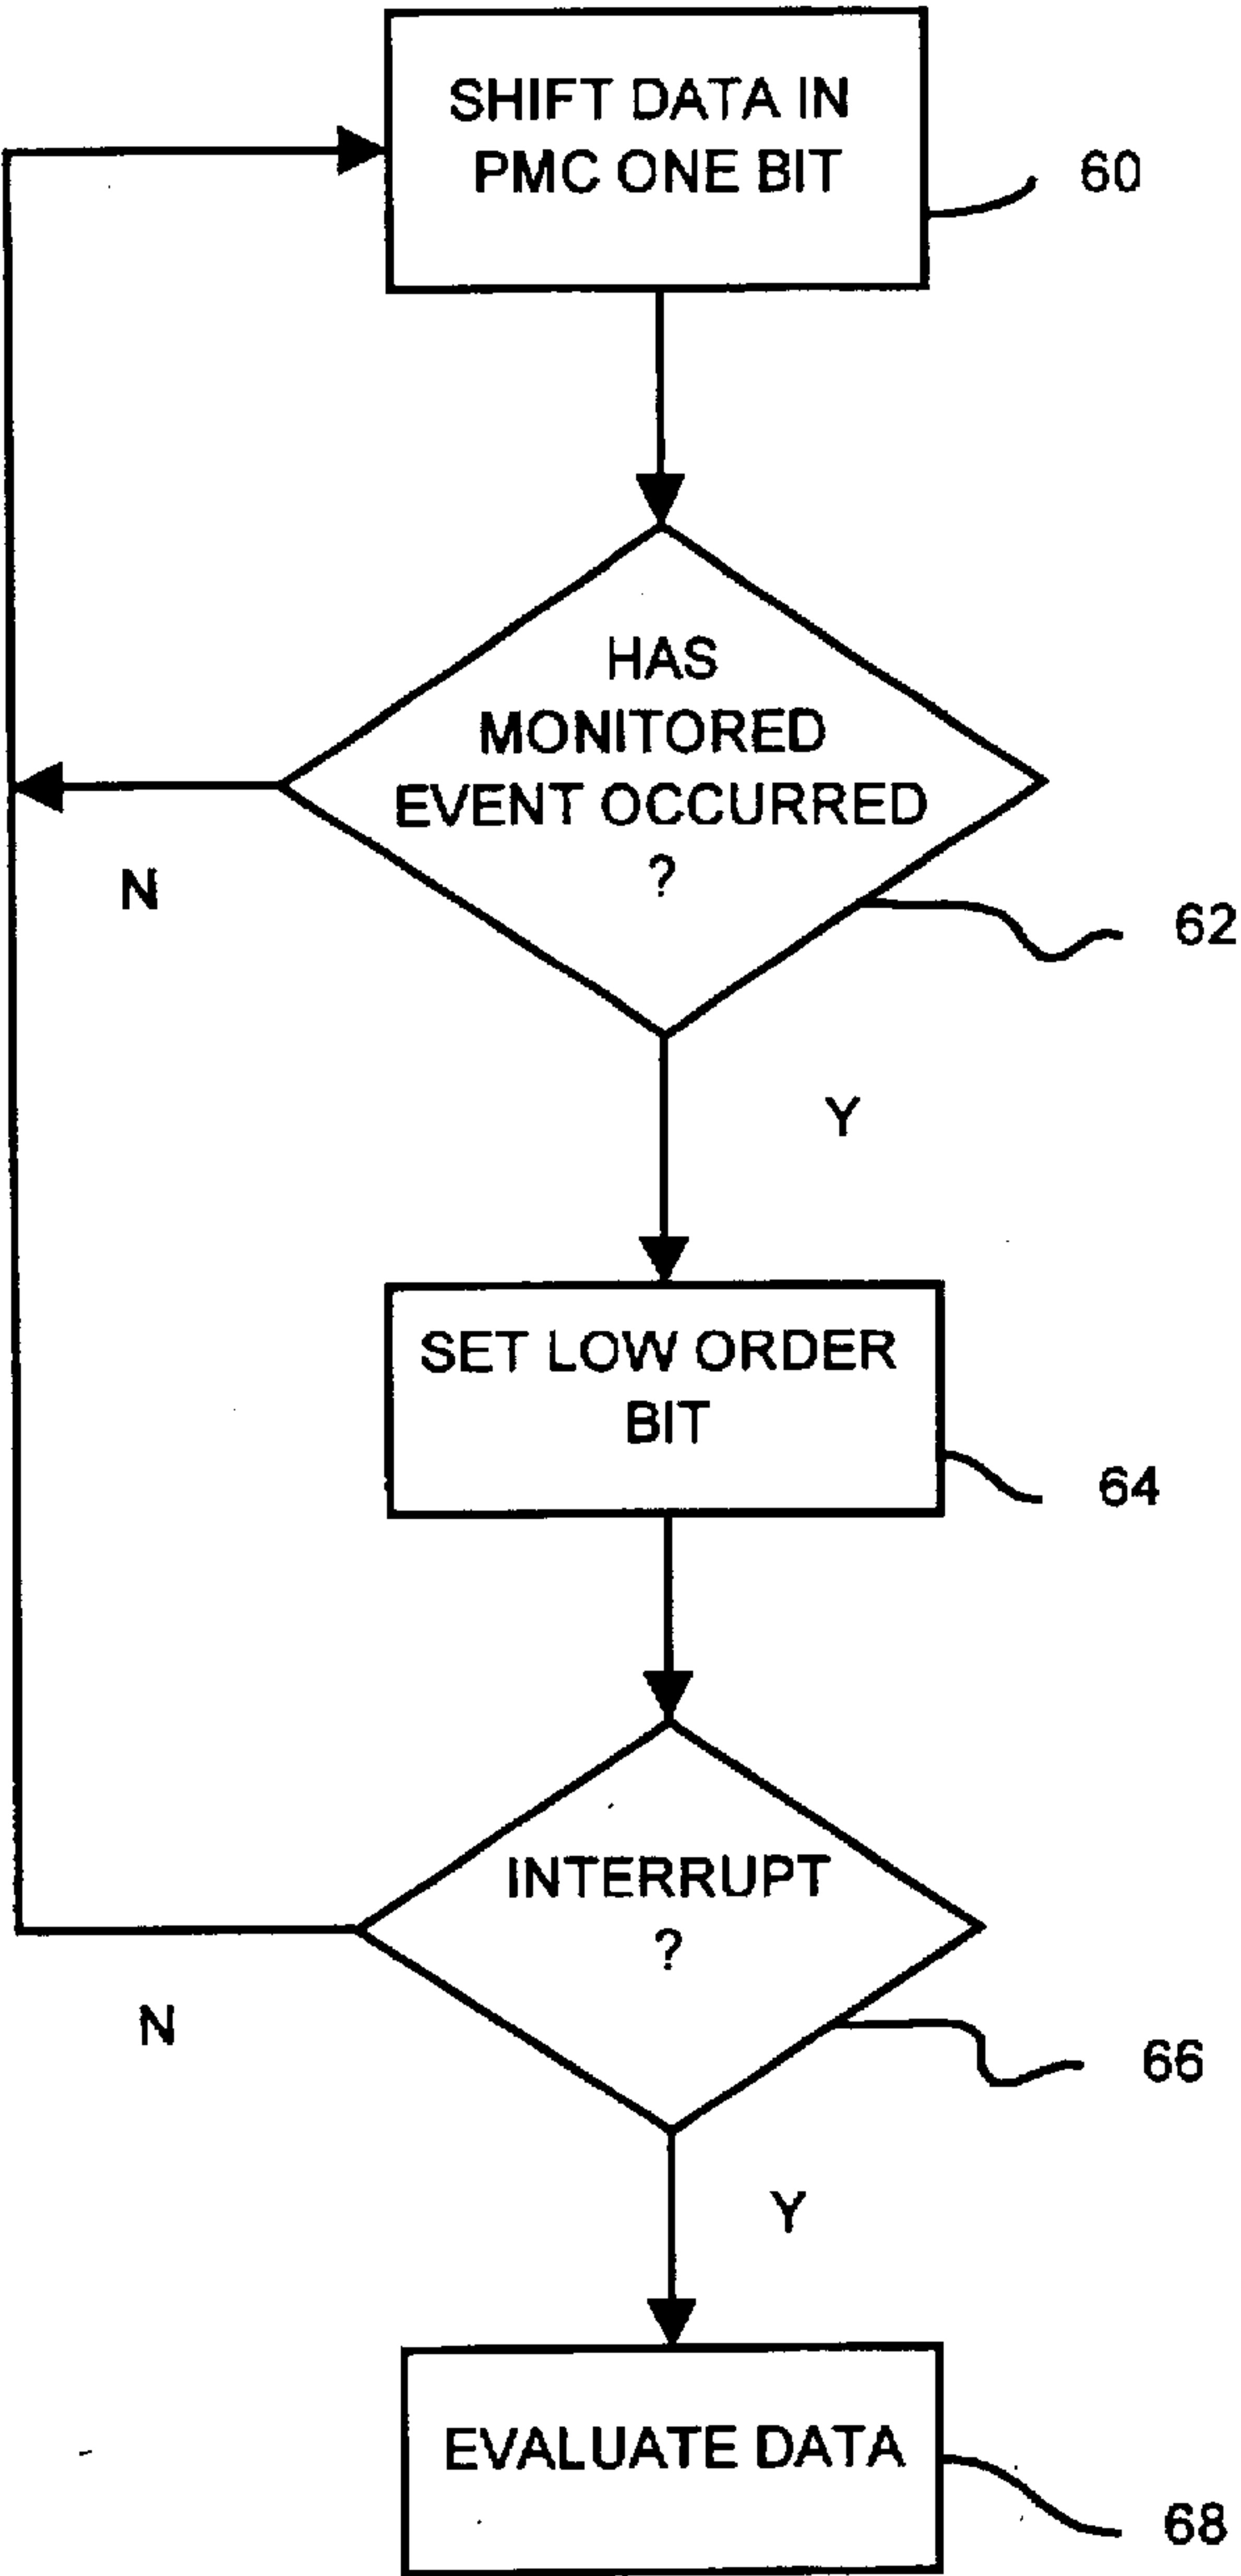 SHIFT DATA IN
PMC ONE BIT
60
HAS
MONITORED
EVENT OCCURRED
?
N
62
Y
SET LOW ORDER
BIT
64
INTERRUPT
?
N
66
Y
EVALUATE DATA
68